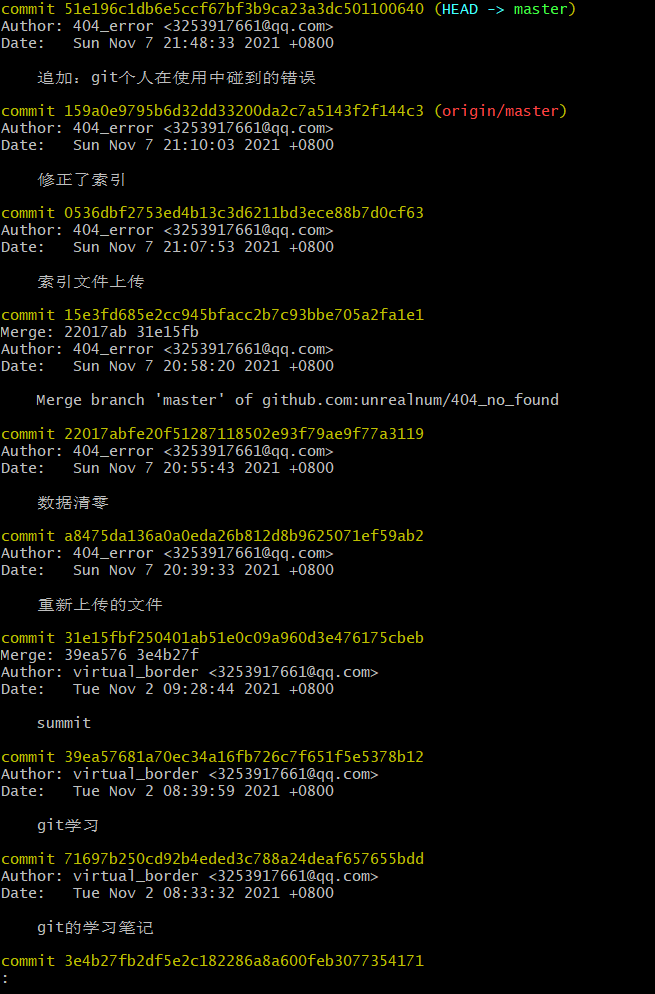 commit 51e196c1db6e5ccf67bf3b9ca23a3dc501100640 (HEAD -> master)
Author: 404_error <3253917661@qq.com>
Date:   Sun Nov 7 21:48:33 2021 +0800
追加：git个人在使用中碰到的错误
commit 159a0e9795b6d32dd33200da2c7a5143f2f144c3 (origin/master)
Author: 404_error <3253917661@qq.com>
Date:   Sun Nov 7 21:10:03 2021 +0800
修正了索引
commit 0536dbf2753ed4b13c3d6211bd3ece88b7d0cf63
Author: 404_error <3253917661@qq.com>
Date:   Sun Nov 7 21:07:53 2021 +0800
索引文件上传
commit 15e3fd685e2cc945bfacc2b7c93bbe705a2fa1e1
Merge: 22017ab 31e15fb
Author: 404_error <3253917661@qq.com>
Date:   Sun Nov 7 20:58:20 2021 +0800
Merge branch 'master' of github.com:unrealnum/404_no_found
commit 22017abfe20f51287118502e93f79ae9f77a3119
Author: 404_error <3253917661@qq.com>
Date:   Sun Nov 7 20:55:43 2021 +0800
数据清零
commit a8475da136a0a0eda26b812d8b9625071ef59ab2
Author: 404_error <3253917661@qq.com>
Date:   Sun Nov 7 20:39:33 2021 +0800
重新上传的文件
commit 31e15fbf250401ab51e0c09a960d3e476175cbeb
Merge: 39ea576 3e4b27f
Author: virtual_border <3253917661@qq.com>
Date:   Tue Nov 2 09:28:44 2021 +0800
summit
commit 39ea57681a70ec34a16fb726c7f651f5e5378b12
Author: virtual_border <3253917661@qq.com>
Date:   Tue Nov 2 08:39:59 2021 +0800
git学习
commit 71697b250cd92b4eded3c788a24deaf657655bdd
Author: virtual_border <3253917661@qq.com>
Date:   Tue Nov 2 08:33:32 2021 +0800
git的学习笔记
commit 3e4b27fb2df5e2c182286a8a600feb3077354171
: